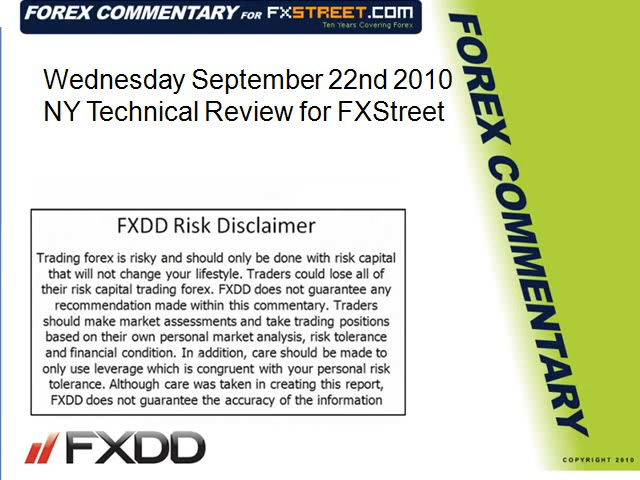 FOREX COMMENTARY FOR FXSTREET.COM
Ten Years Covering Forex
Wednesday September 22nd 2010
NY Technical Review for FXStreet
FOREX COMMENTARY
FXDD Risk Disclaimer
Trading forex is risky and should only be done with risk capital
that will not change your lifestyle. Traders could lose all of
their risk capital trading forex. FXDD does not guarantee any
recommendation made within this commentary. Traders
should make market assessments and take trading positions
based on their own personal market analysis, risk tolerance
and financial condition. In addition, care should be made to
only use leverage which is congruent with your personal risk
tolerance. Although care was taken in creating this report,
FXDD does not guarantee the accuracy of the information
FXDD
COPYRIGHT 2010